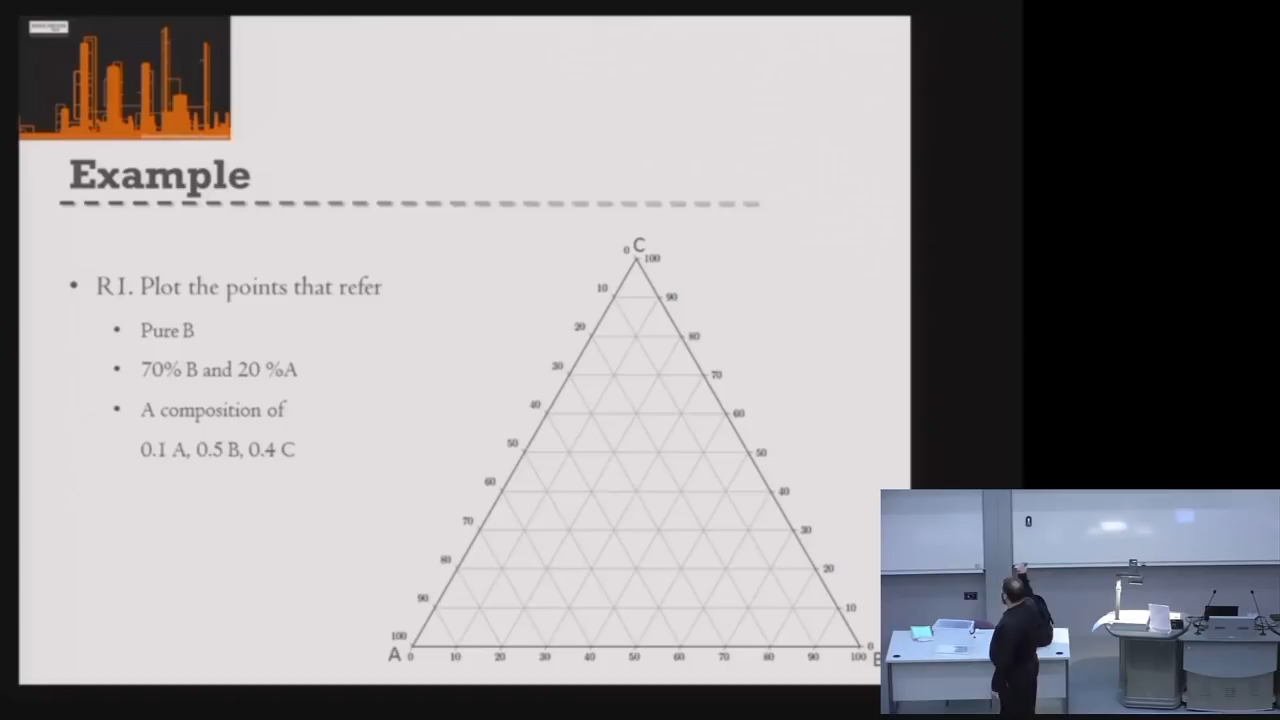 Example
• R1. Plot the points that refer
• Pure B
• 70% B and 20 %A
• A composition of
0.1 A, 0.5 B, 0.4 C
0 C
100
10 90
20 80
30 70
40 60
50 50
60 40
70 30
80 20
90 10
100 0
A 0 10 20 30 40 50 60 70 80 90 100 B